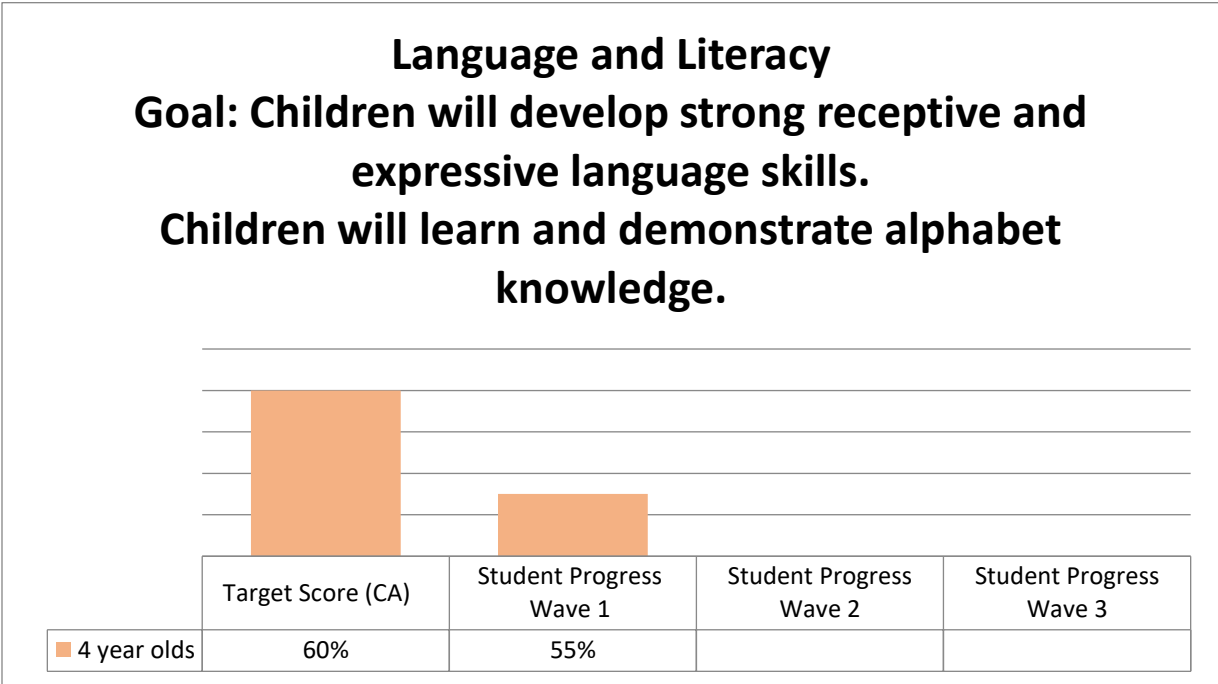 Language and Literacy
Goal: Children will develop strong receptive and
expressive language skills.
Children will learn and demonstrate alphabet
knowledge.
Target Score (CA)
Student Progress
Wave 1
Student Progress
Wave 2
Student Progress
Wave 3
4 year olds
60%
55%